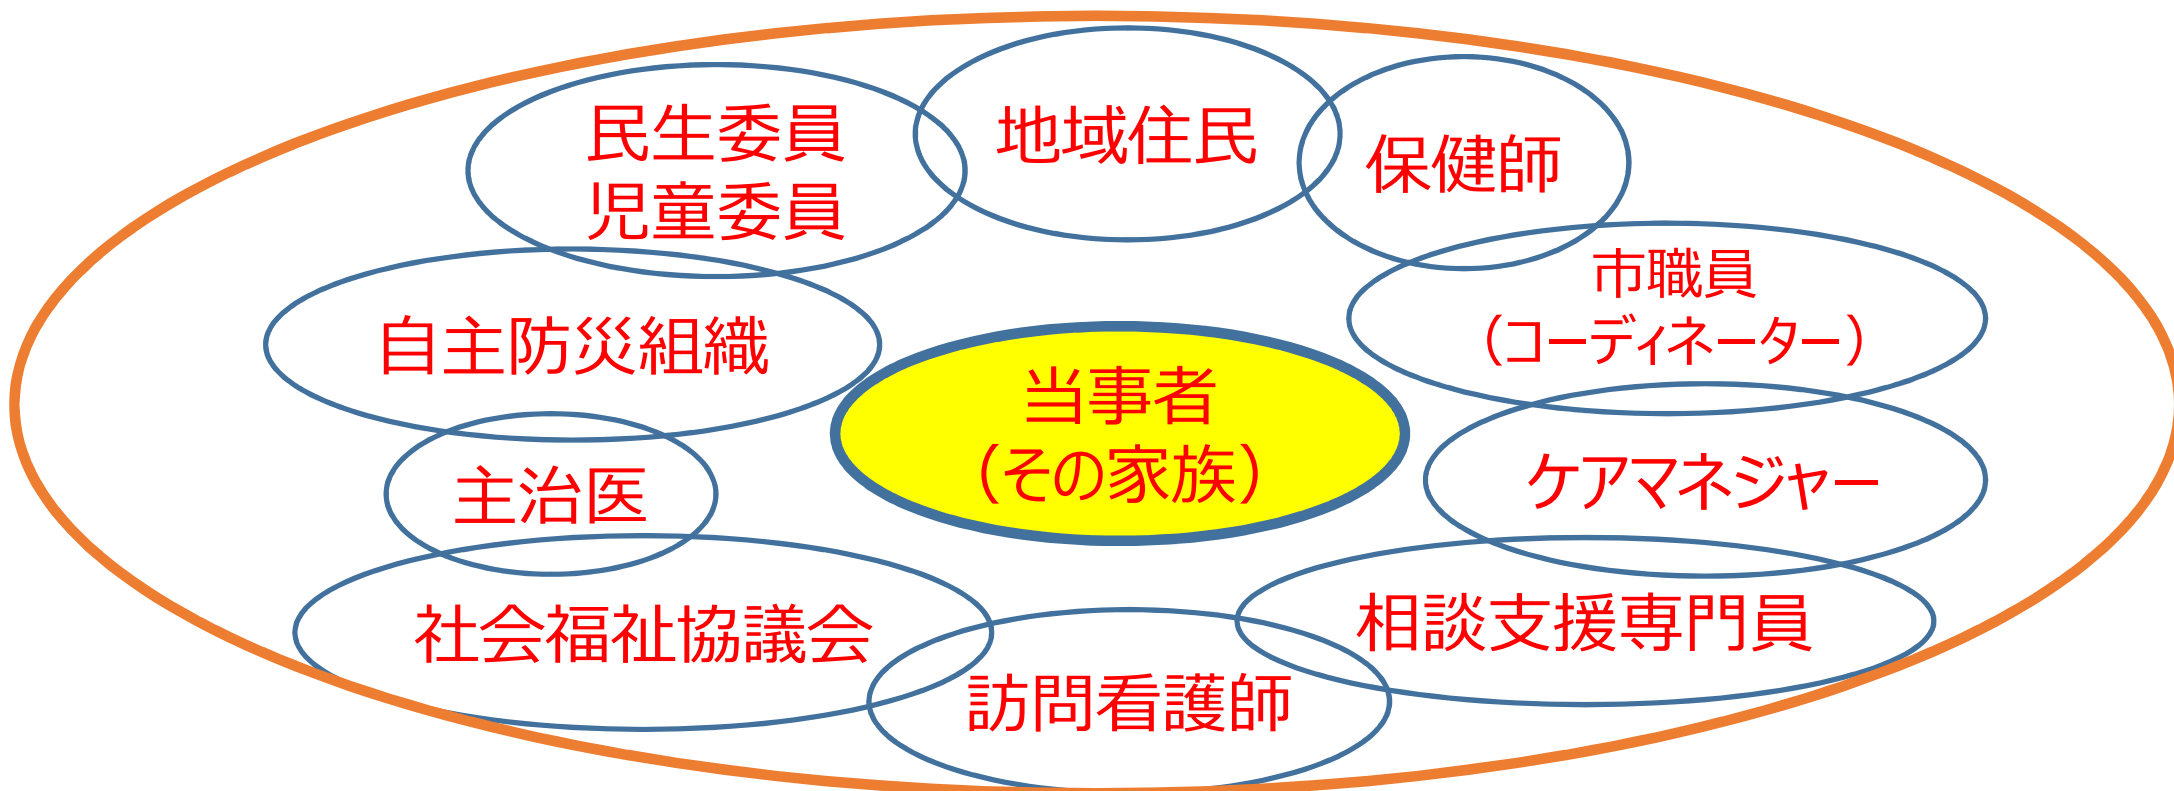 民生委員
児童委員
地域住民
保健師
市職員
（コーディネーター）
自主防災組織
当事者
（その家族）
ケアマネジャー
主治医
社会福祉協議会
相談支援専門員
訪問看護師